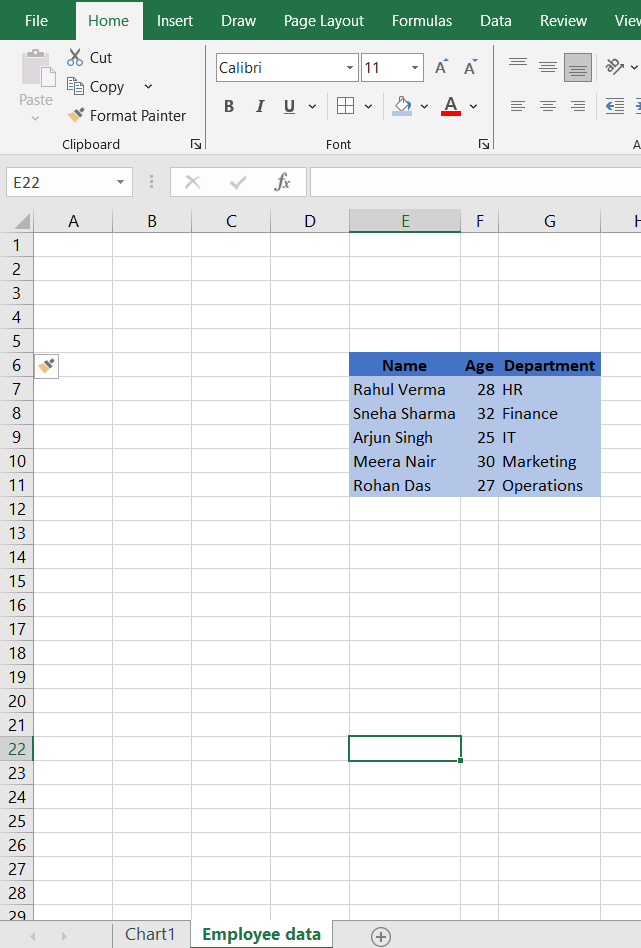 File Home Insert Draw Page Layout Formulas Data Review View
Cut
Copy
Paste
Format Painter
Calibri 11
B I U A
Clipboard Font A
E22 fx
A B C D E F G H
1
2
3
4
5
6 Name Age Department
7 Rahul Verma 28 HR
8 Sneha Sharma 32 Finance
9 Arjun Singh 25 IT
10 Meera Nair 30 Marketing
11 Rohan Das 27 Operations
12
13
14
15
16
17
18
19
20
21
22
23
24
25
26
27
28
29
Chart1 Employee data